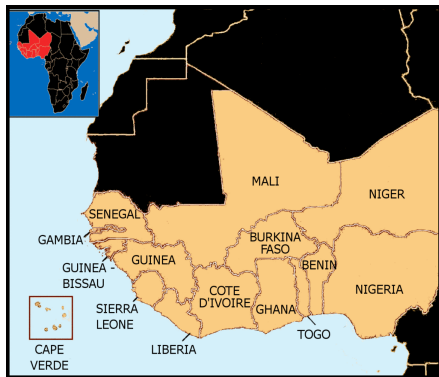 MALI
NIGER
SENEGAL
GAMBIA
BURKINA
FASO
GUINEA
BENIN
GUINEA -
BISSAU
COTE
D'IVOIRE
NIGERIA
GHANA
SIERRA
LEONE
TOGO
LIBERIA
CAPE
VERDE